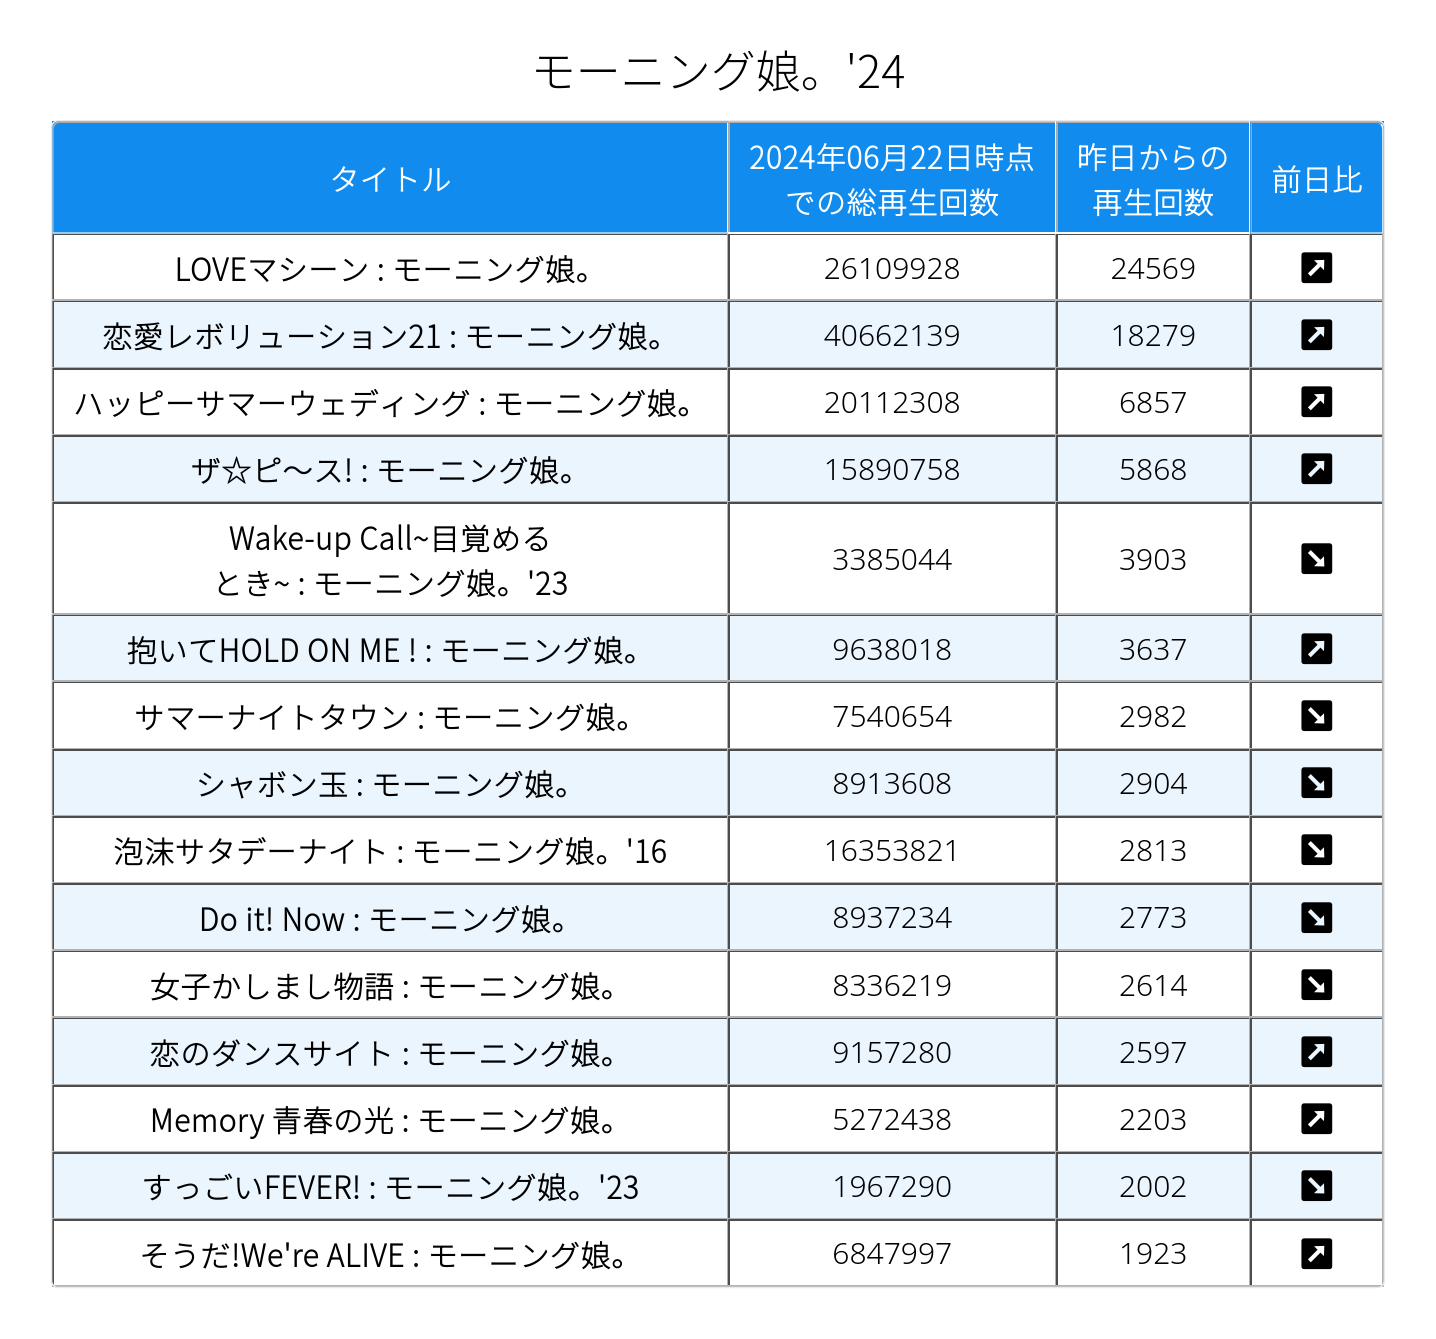 モーニング娘。'24
タイトル
2024年06月22日時点
での総再生回数
昨日からの
再生回数
前日比
LOVEマシーン : モーニング娘。 26109928 24569 ↗
恋愛レボリューション21 : モーニング娘。 40662139 18279 ↗
ハッピーサマーウェディング : モーニング娘。 20112308 6857 ↗
ザ☆ピ〜ス! : モーニング娘。 15890758 5868 ↗
Wake-up Call~目覚める
とき~ : モーニング娘。'23 3385044 3903 ↘
抱いてHOLD ON ME ! : モーニング娘。 9638018 3637 ↗
サマーナイトタウン : モーニング娘。 7540654 2982 ↘
シャボン玉 : モーニング娘。 8913608 2904 ↘
泡沫サタデーナイト : モーニング娘。'16 16353821 2813 ↘
Do it! Now : モーニング娘。 8937234 2773 ↘
女子かしまし物語 : モーニング娘。 8336219 2614 ↘
恋のダンスサイト : モーニング娘。 9157280 2597 ↗
Memory 青春の光 : モーニング娘。 5272438 2203 ↗
すっごいFEVER! : モーニング娘。'23 1967290 2002 ↘
そうだ!We're ALIVE : モーニング娘。 6847997 1923 ↗